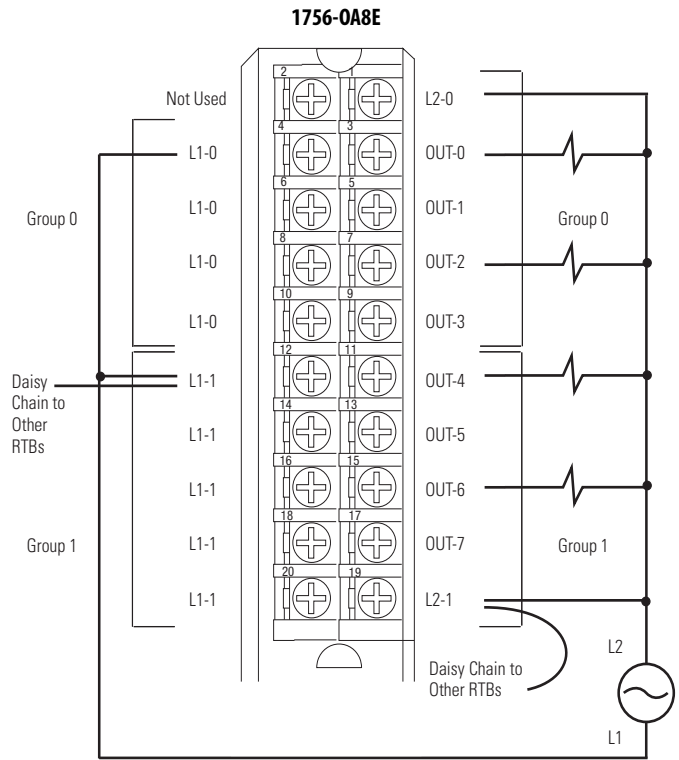 1756-OA8E
2 1
Not Used L2-0
4 3
L1-0 OUT-0
6 5
L1-0 OUT-1
Group 0 Group 0
8 7
L1-0 OUT-2
10 9
L1-0 OUT-3
12 11
Daisy L1-1 OUT-4
Chain to
14 13
Other
L1-1 OUT-5
RTBs
16 15
L1-1 OUT-6
18 17
Group 1 L1-1 OUT-7 Group 1
20 19
L1-1 L2-1
L2
Daisy Chain to
Other RTBs
L1